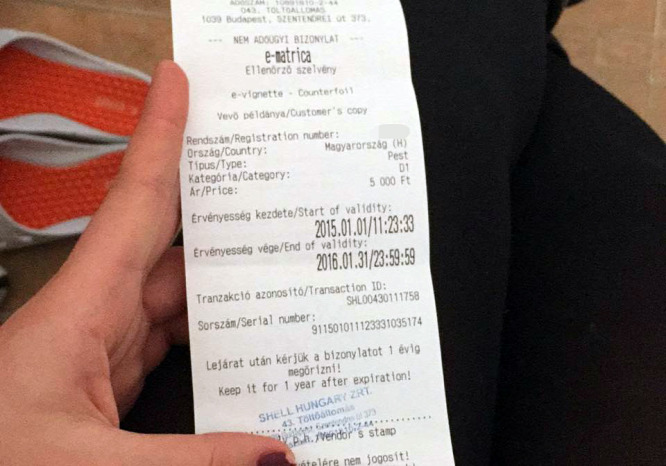 043. TÖLTŐÁLLOMÁS
1039 Budapest, SZENTENDREI út 373.
--- NEM ADÓÜGYI BIZONYLAT ---
e-matrica
Ellenőrző szelvény
e-vignette - Counterfoil
Vevő példánya/Customer's copy
Rendszám/Registration number:
Ország/Country: Magyarország (H)
Típus/Type: Pest
Kategória/Category: D1
Ár/Price: 5 000 Ft
Érvényesség kezdete/Start of validity:
2015.01.01/11:23:33
Érvényesség vége/End of validity:
2016.01.31/23:59:59
Tranzakció azonosító/Transaction ID:
SHL00430111758
Sorszám/Serial number:
911501011123331035174
Lejárat után kérjük a bizonylatot 1 évig
megőrizni!
Keep it for 1 year after expiration!
SHELL HUNGARY ZRT.
43. Töltőállomás
p.h./Vendor's stamp
nem jogosít!